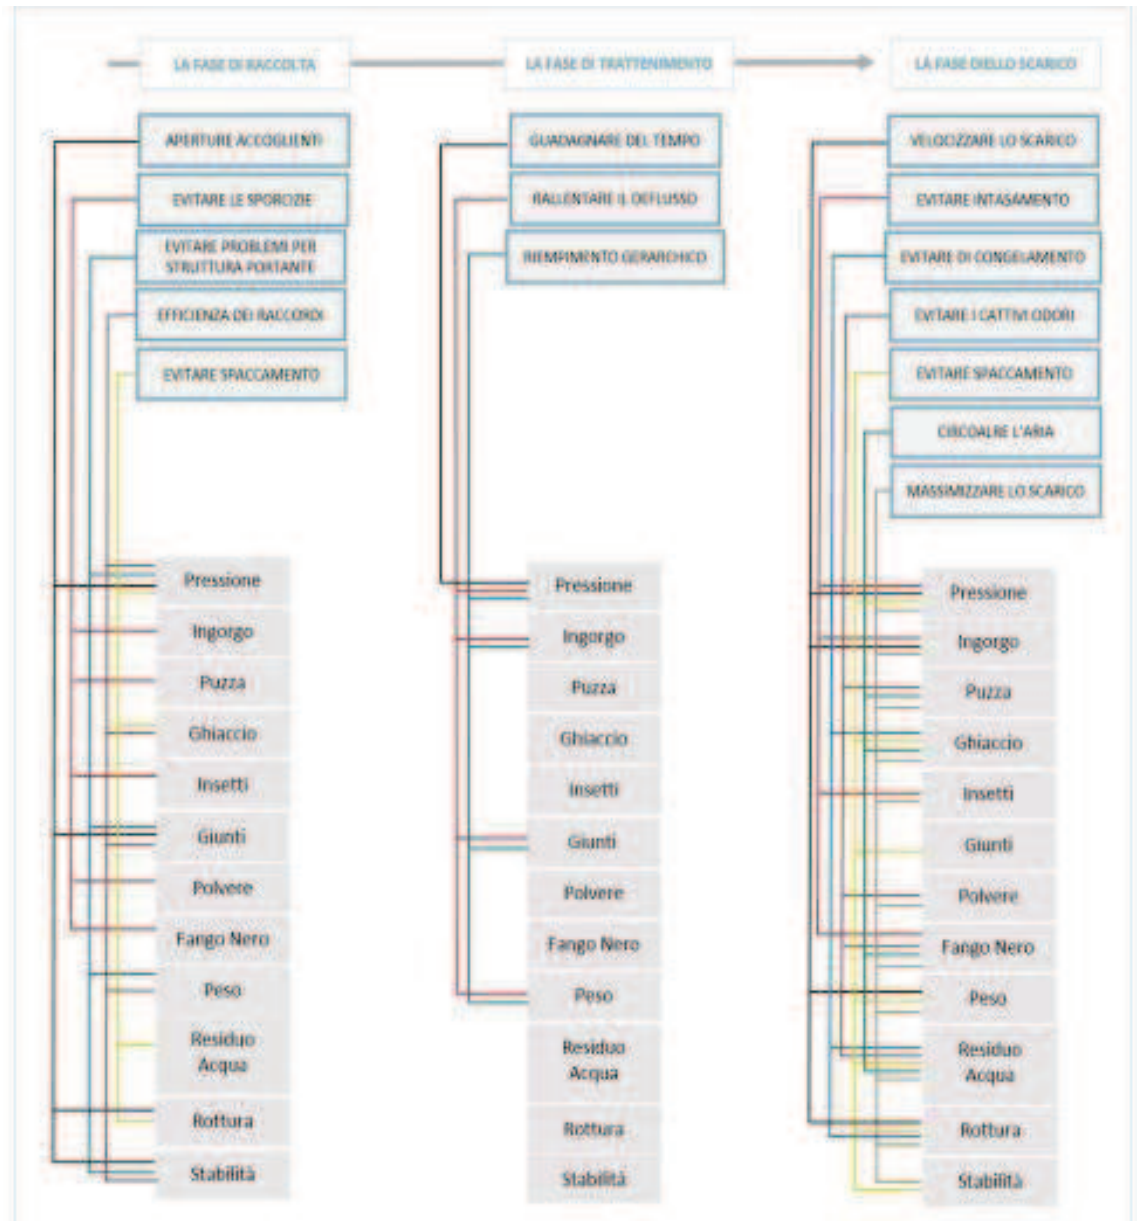 LA FASE DI RACCOLTA
LA FASE DI TRATTENIMENTO
LA FASE DIELLO SCARICO
APERTURE ACCOGLIENTI
EVITARE LE SPORCIZIE
EVITARE PROBLEMI PER
STRUTTURA PORTANTE
EFFICIENZA DEI RACCORDI
EVITARE SPACCAMENTO
GUADAGNARE DEL TEMPO
RALLENTARE IL DEFLUSSO
RIEMPIMENTO GERARCHICO
VELOCIZZARE LO SCARICO
EVITARE INTASAMENTO
EVITARE DI CONGELAMENTO
EVITARE I CATTIVI ODORI
EVITARE SPACCAMENTO
CIRCOALRE L'ARIA
MASSIMIZZARE LO SCARICO
Pressione
Ingorgo
Puzza
Ghiaccio
Insetti
Giunti
Polvere
Fango Nero
Peso
Residuo
Acqua
Rottura
Stabilità
Pressione
Ingorgo
Puzza
Ghiaccio
Insetti
Giunti
Polvere
Fango Nero
Peso
Residuo
Acqua
Rottura
Stabilità
Pressione
Ingorgo
Puzza
Ghiaccio
Insetti
Giunti
Polvere
Fango Nero
Peso
Residuo
Acqua
Rottura
Stabilità